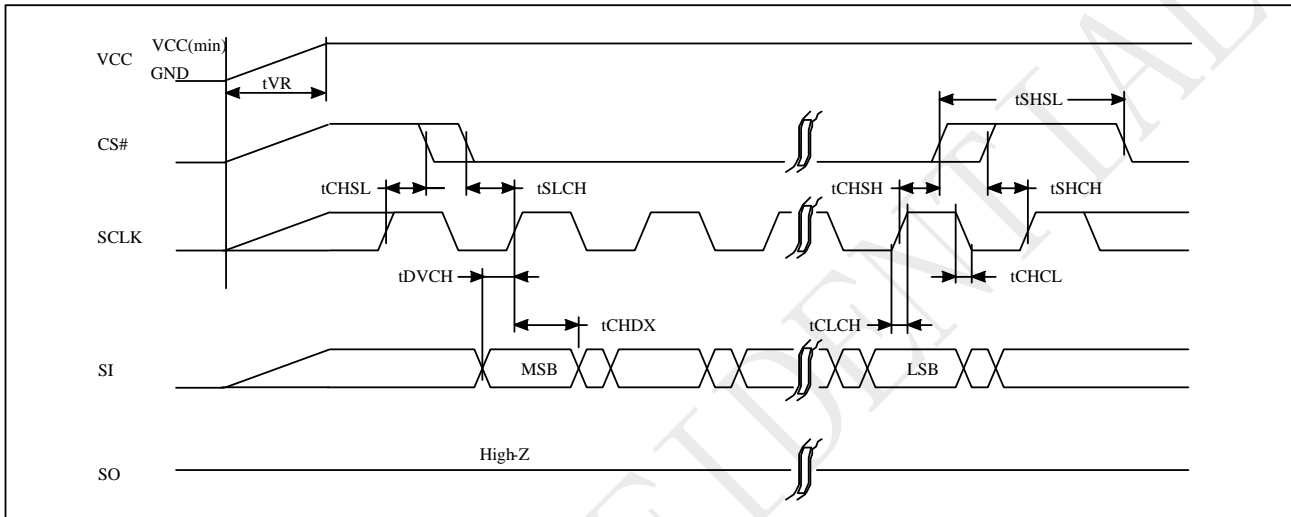 VCC
VCC(min)
GND
tVR
tSHSL
CS#
tCHSL
tSLCH
tCHSH
tSHCH
SCLK
tDVCH
tCHCL
tCHDX
tCLCH
SI
MSB
LSB
SO
High-Z